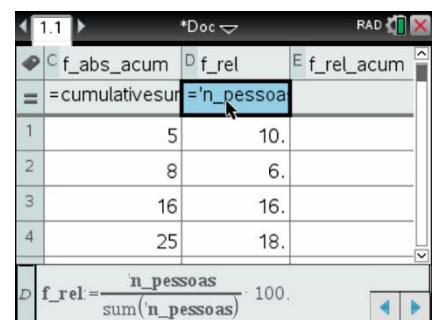 1.1 *Doc RAD
C f_abs_acum D f_rel E f_rel_acum
= =cumulativesur ='n_pessoas
1 5 10.
2 8 6.
3 16 16.
4 25 18.
D f_rel:= 'n_pessoas / sum('n_pessoas) · 100.